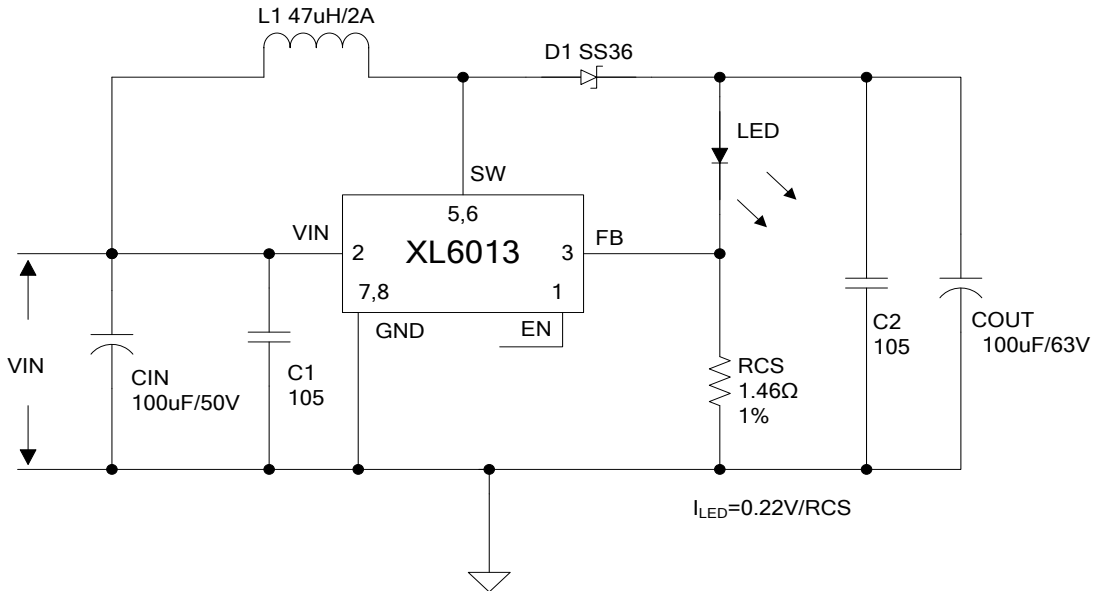 L1 47uH/2A
D1 SS36
LED
SW
5,6
VIN
2
XL6013
3
FB
7,8
1
GND
EN
VIN
CIN
100uF/50V
C1
105
RCS
1.46Ω
1%
C2
105
COUT
100uF/63V
I_LED=0.22V/RCS